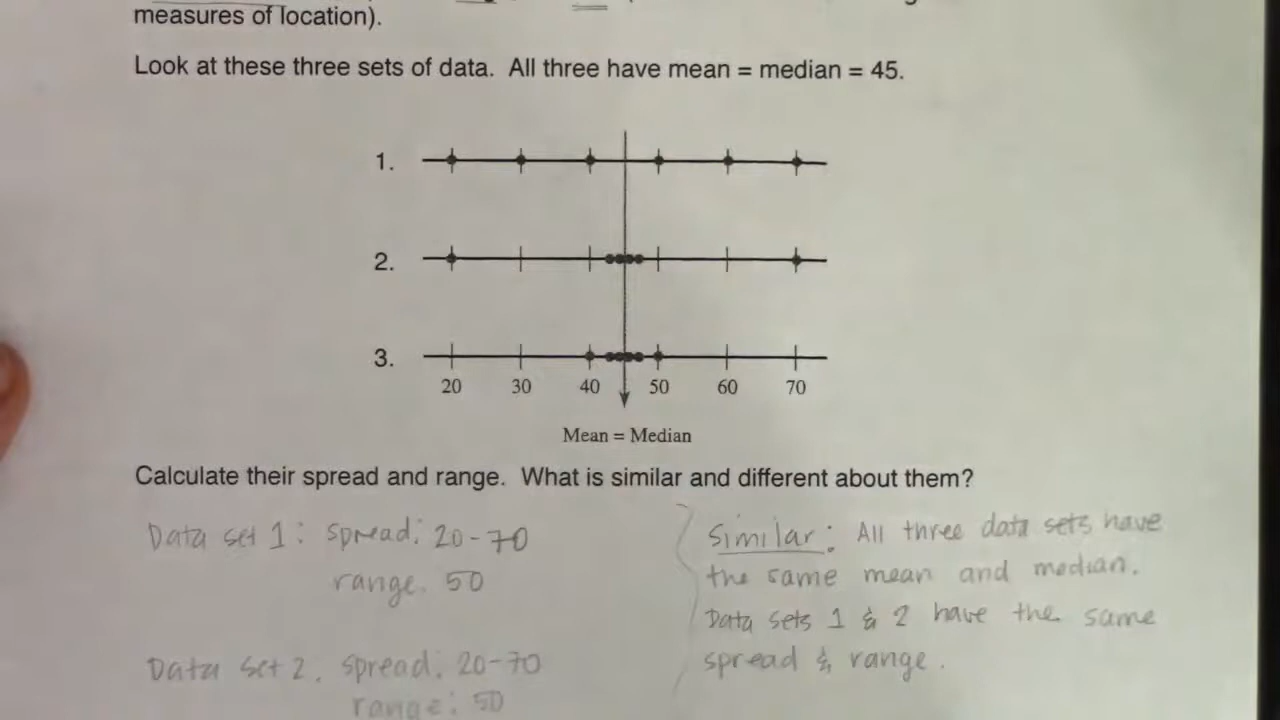 measures of location).
Look at these three sets of data. All three have mean = median = 45.
1.
2.
3.
20 30 40 50 60 70
Mean = Median
Calculate their spread and range. What is similar and different about them?
Data set 1: spread: 20-70
range. 50
Data set 2. spread. 20-70
range: 50
Similar: All three data sets have
the same mean and median.
Data sets 1 & 2 have the same
spread & range.